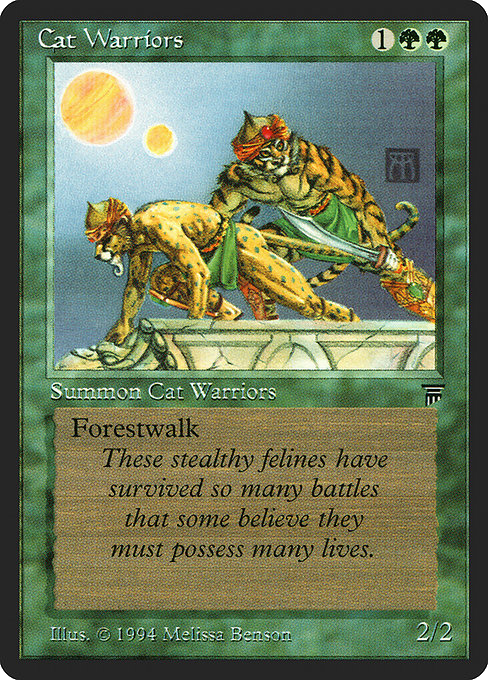 Cat Warriors 1
Summon Cat Warriors
Forestwalk
These stealthy felines have
survived so many battles
that some believe they
must possess many lives.
Illus. © 1994 Melissa Benson 2/2